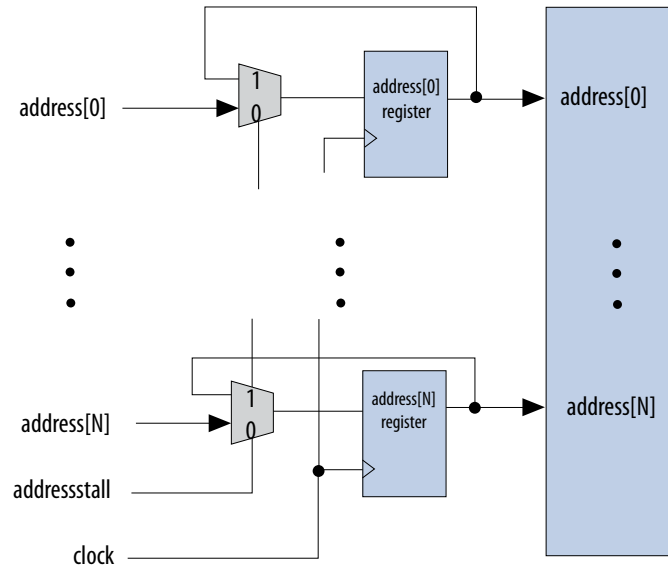 1
address[0]
0
address[0]
register
address[0]
1
address[N]
0
address[N]
register
address[N]
addressstall
clock